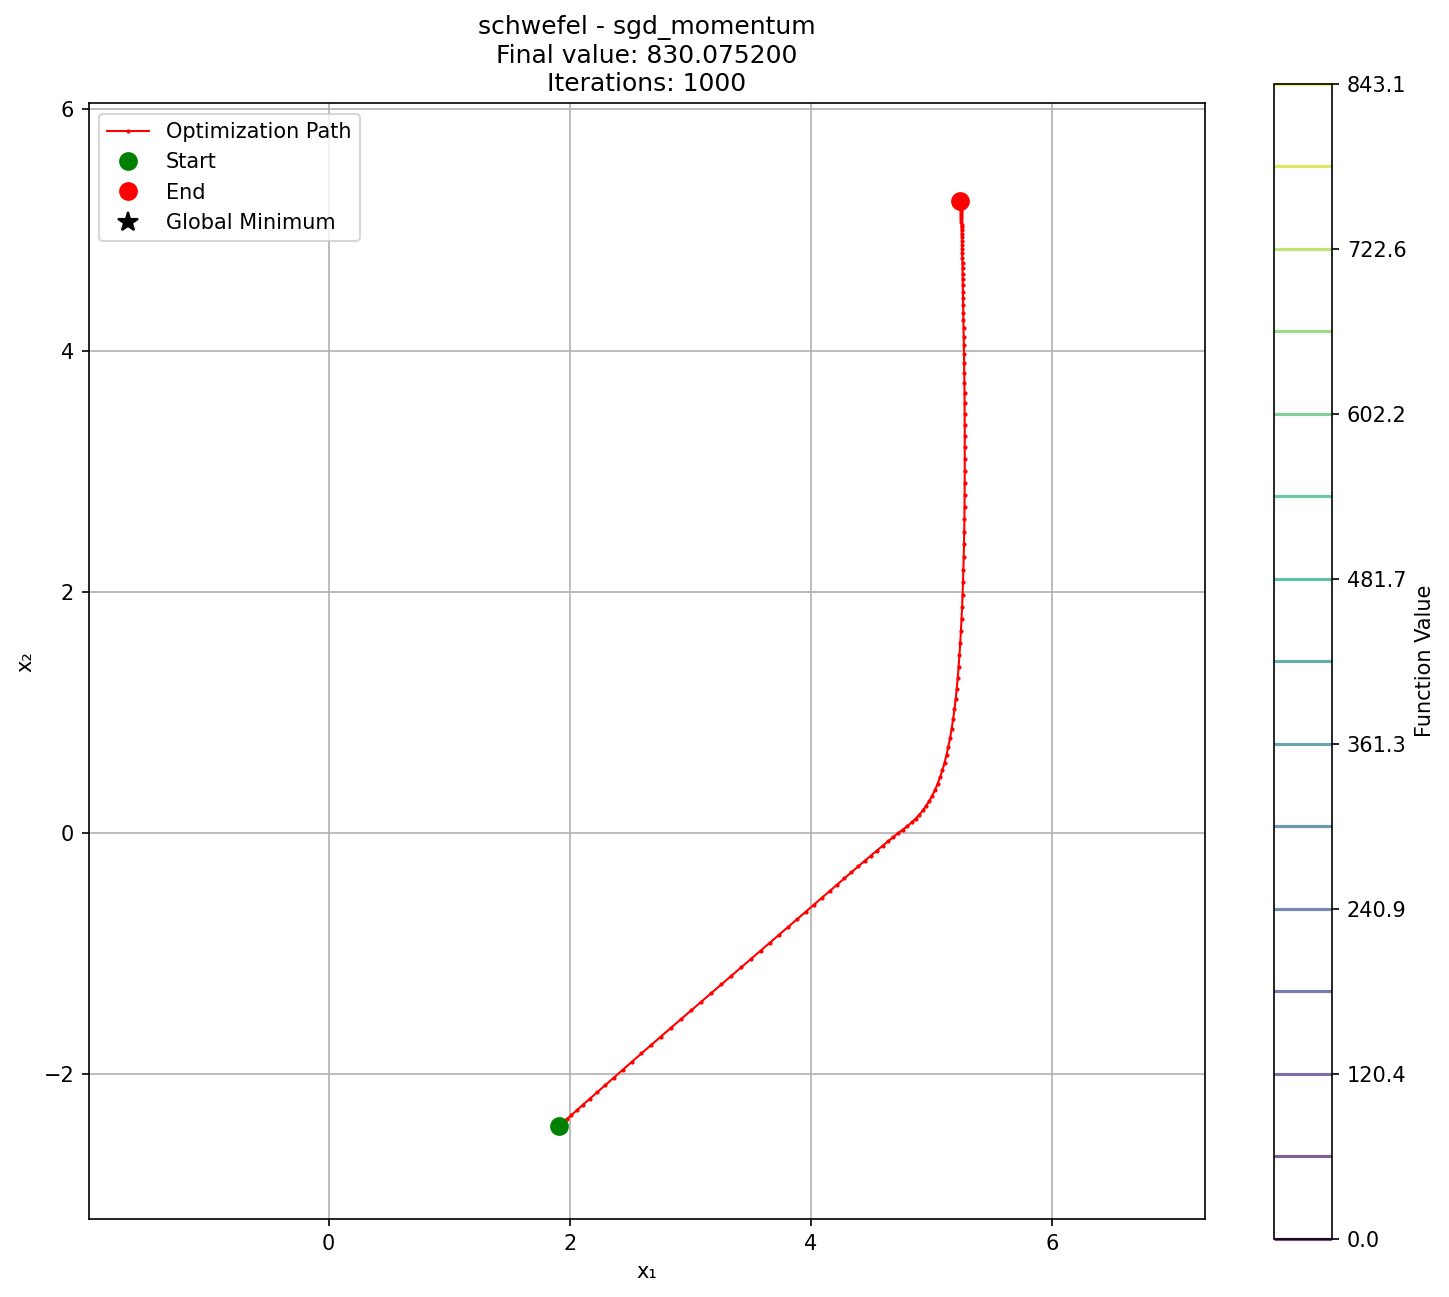 schwefel - sgd_momentum
Final value: 830.075200
Iterations: 1000
Optimization Path
Start
End
Global Minimum
6
4
2
0
−2
x₂
0
2
4
6
x₁
843.1
722.6
602.2
481.7
361.3
240.9
120.4
0.0
Function Value